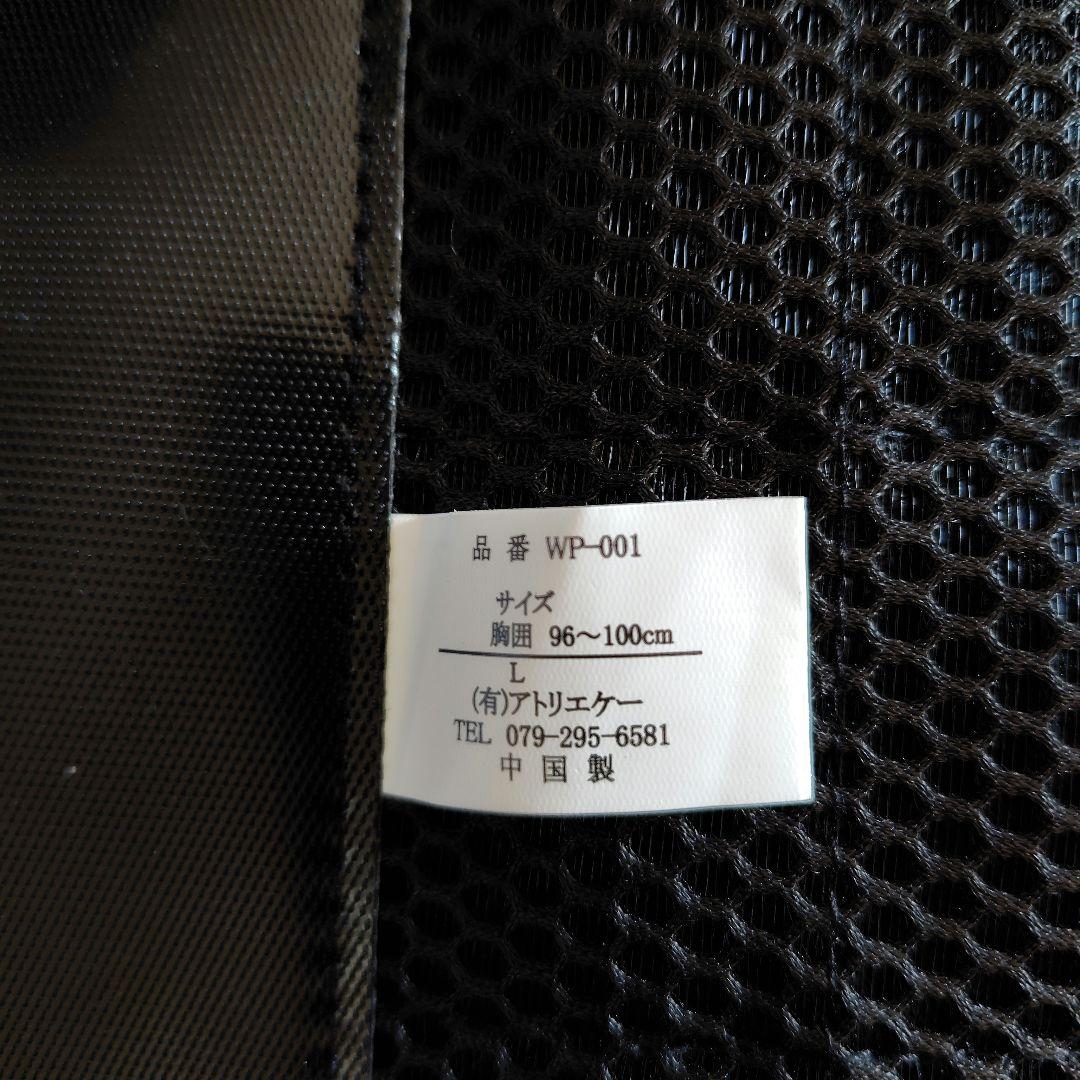 品番 WP-001
サイズ
胸囲 96～100cm
L
(有)アトリエケー
TEL 079-295-6581
中国製